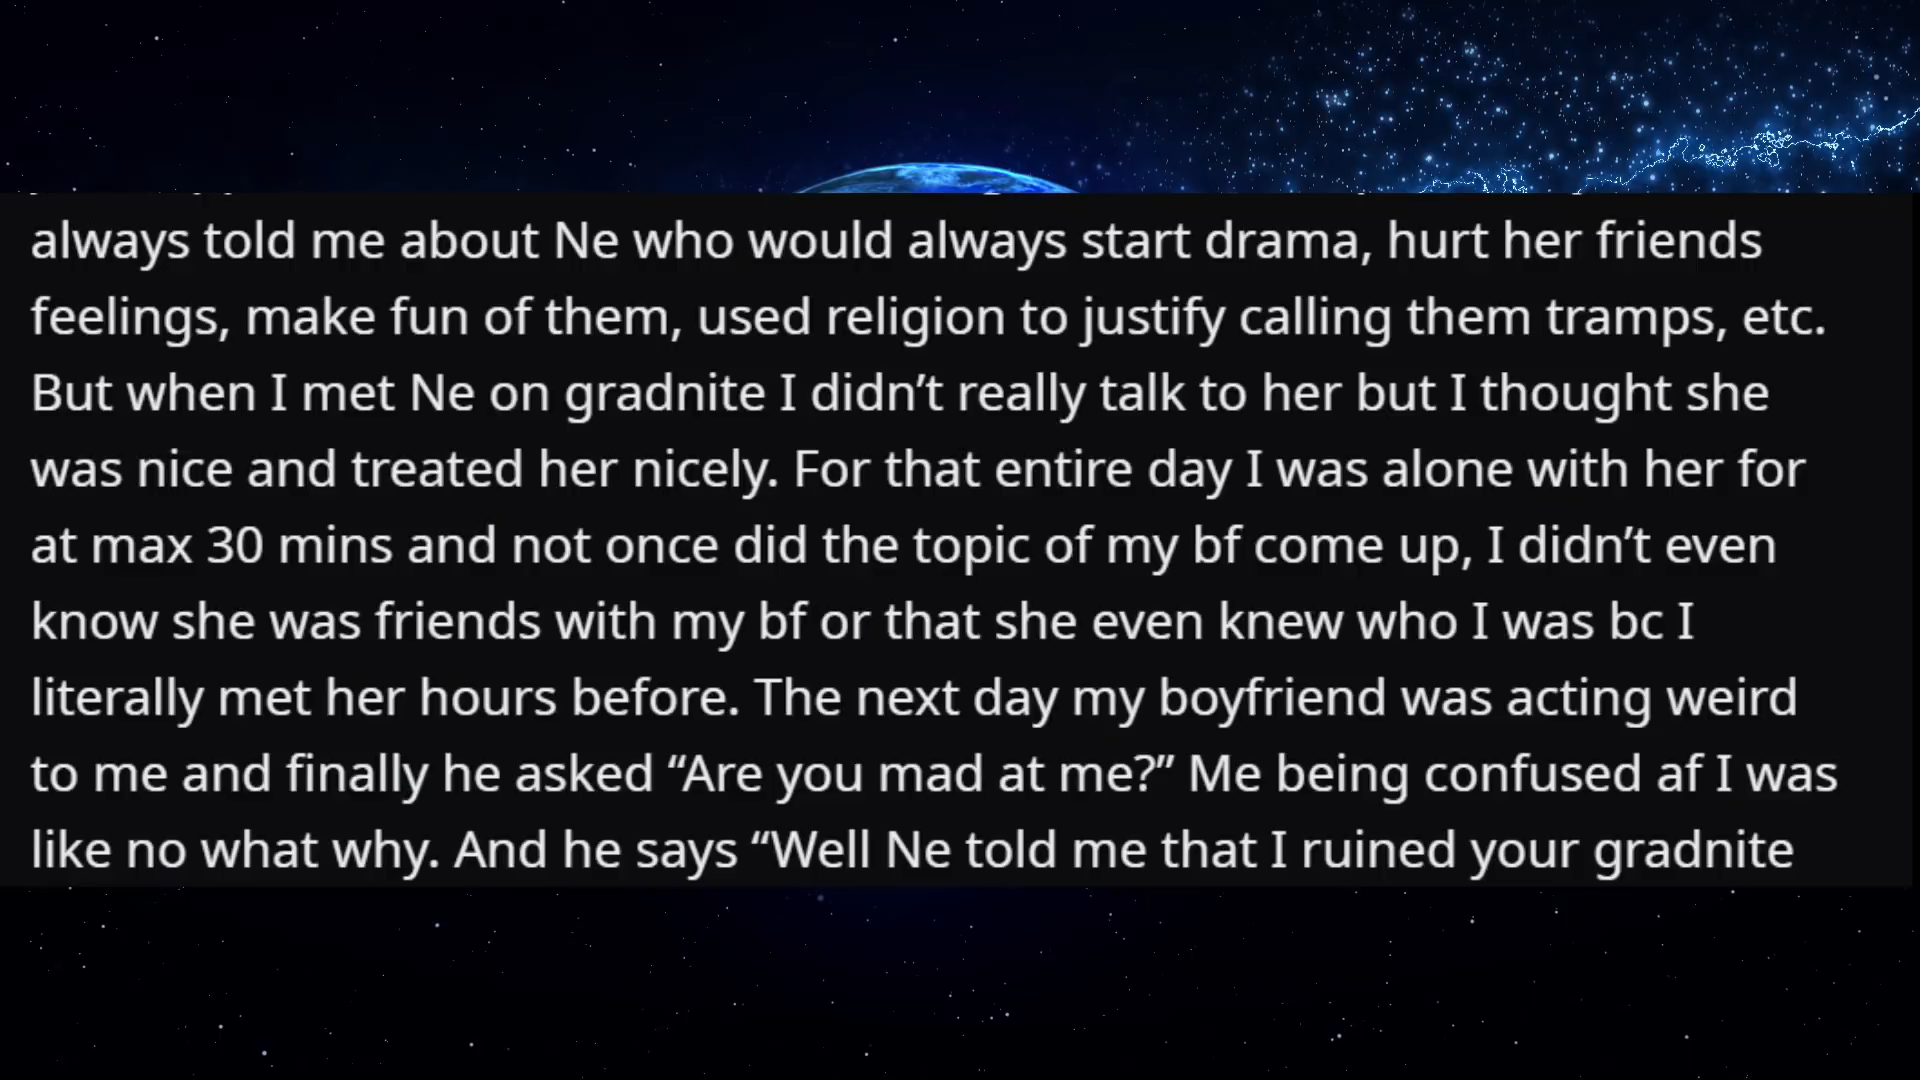 always told me about Ne who would always start drama, hurt her friends
feelings, make fun of them, used religion to justify calling them tramps, etc.
But when I met Ne on gradnite I didn’t really talk to her but I thought she
was nice and treated her nicely. For that entire day I was alone with her for
at max 30 mins and not once did the topic of my bf come up, I didn’t even
know she was friends with my bf or that she even knew who I was bc I
literally met her hours before. The next day my boyfriend was acting weird
to me and finally he asked “Are you mad at me?” Me being confused af I was
like no what why. And he says “Well Ne told me that I ruined your gradnite